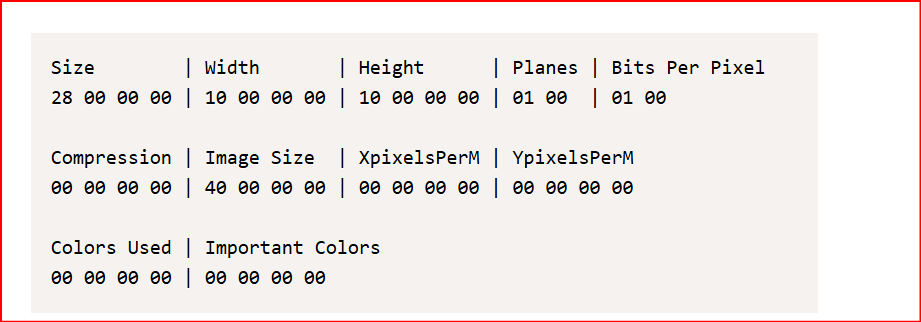 Size         | Width       | Height      | Planes | Bits Per Pixel
28 00 00 00 | 10 00 00 00 | 10 00 00 00 | 01 00  | 01 00
Compression | Image Size  | XpixelsPerM | YpixelsPerM
00 00 00 00 | 40 00 00 00 | 00 00 00 00 | 00 00 00 00
Colors Used | Important Colors
00 00 00 00 | 00 00 00 00